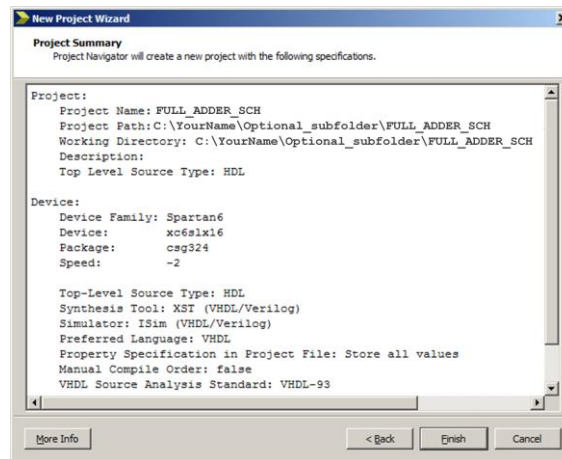 New Project Wizard
Project Summary
Project Navigator will create a new project with the following specifications.
Project:
Project Name: FULL_ADDER_SCH
Project Path:C:\YourName\Optional_subfolder\FULL_ADDER_SCH
Working Directory: C:\YourName\Optional_subfolder\FULL_ADDER_SCH
Description:
Top Level Source Type: HDL
Device:
Device Family: Spartan6
Device: xc6slx16
Package: csg324
Speed: -2
Top-Level Source Type: HDL
Synthesis Tool: XST (VHDL/Verilog)
Simulator: ISim (VHDL/Verilog)
Preferred Language: VHDL
Property Specification in Project File: Store all values
Manual Compile Order: false
VHDL Source Analysis Standard: VHDL-93
More Info < Back Finish Cancel